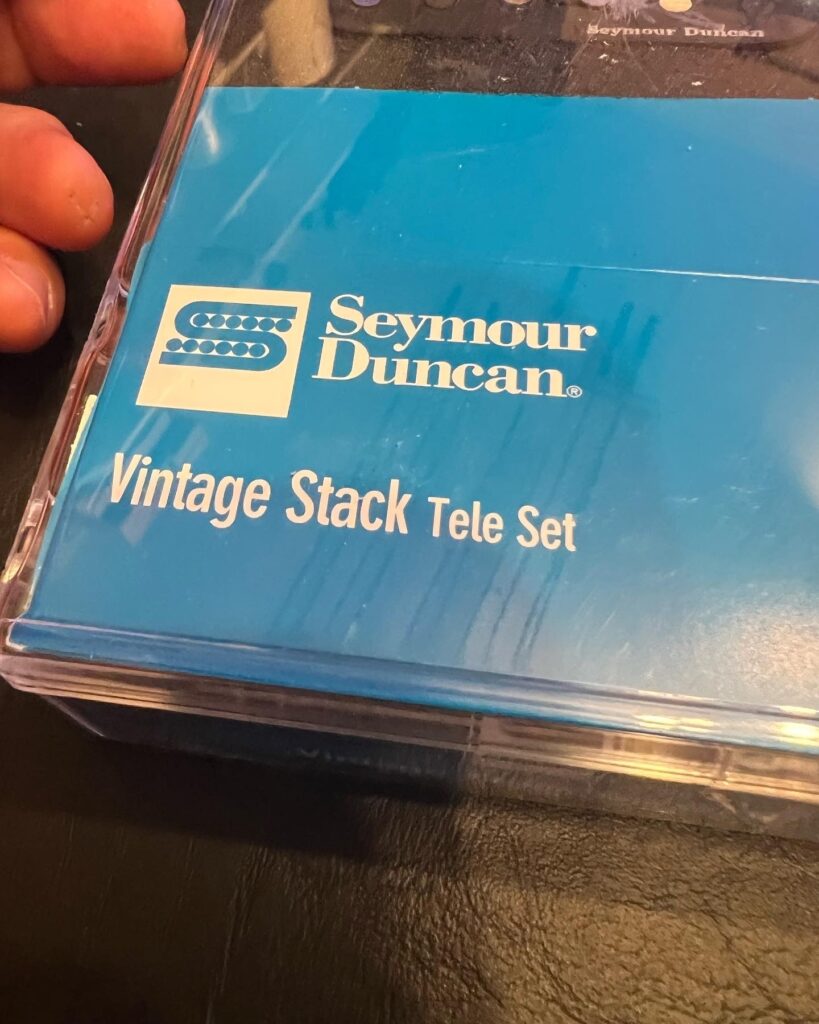 Seymour Duncan
Seymour
Duncan®
Vintage Stack Tele Set